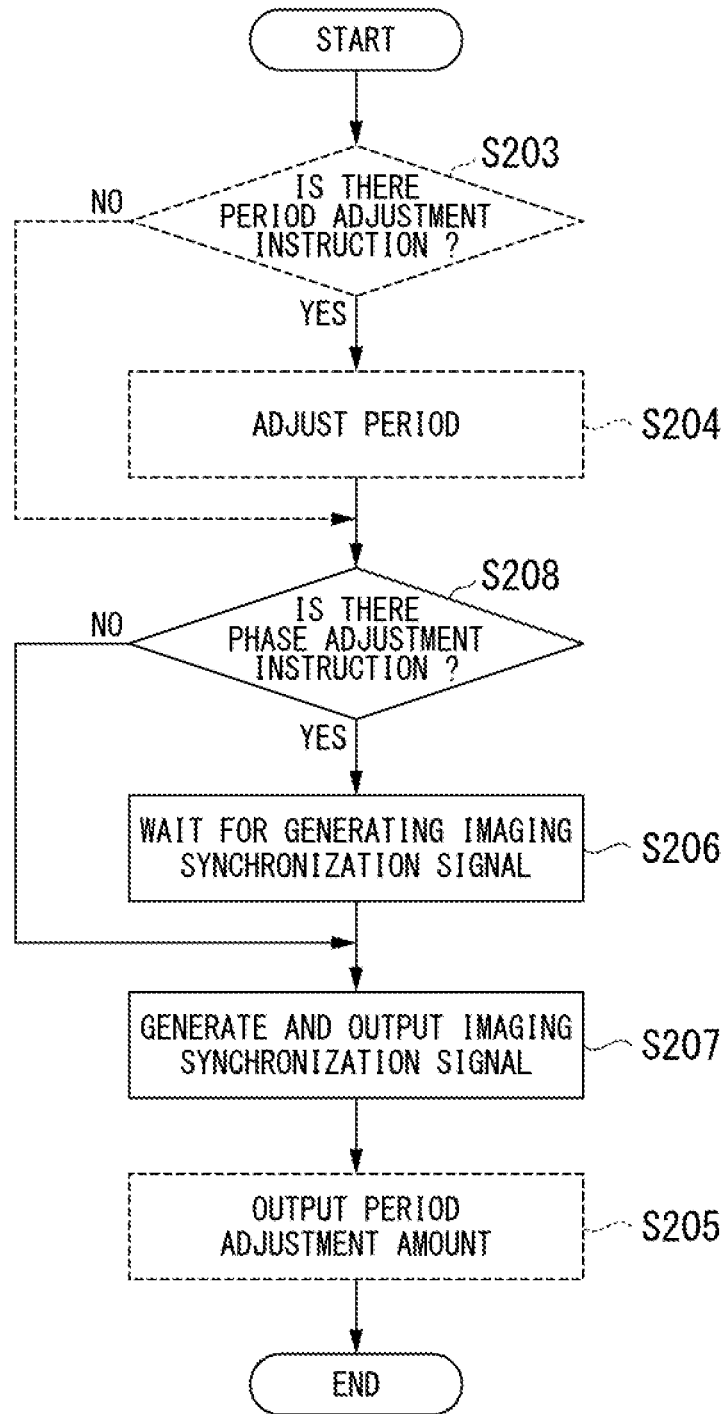 START
S203
IS THERE
PERIOD ADJUSTMENT
INSTRUCTION ?
NO
YES
ADJUST PERIOD
S204
S208
IS THERE
PHASE ADJUSTMENT
INSTRUCTION ?
NO
YES
WAIT FOR GENERATING IMAGING
SYNCHRONIZATION SIGNAL
S206
GENERATE AND OUTPUT IMAGING
SYNCHRONIZATION SIGNAL
S207
OUTPUT PERIOD
ADJUSTMENT AMOUNT
S205
END